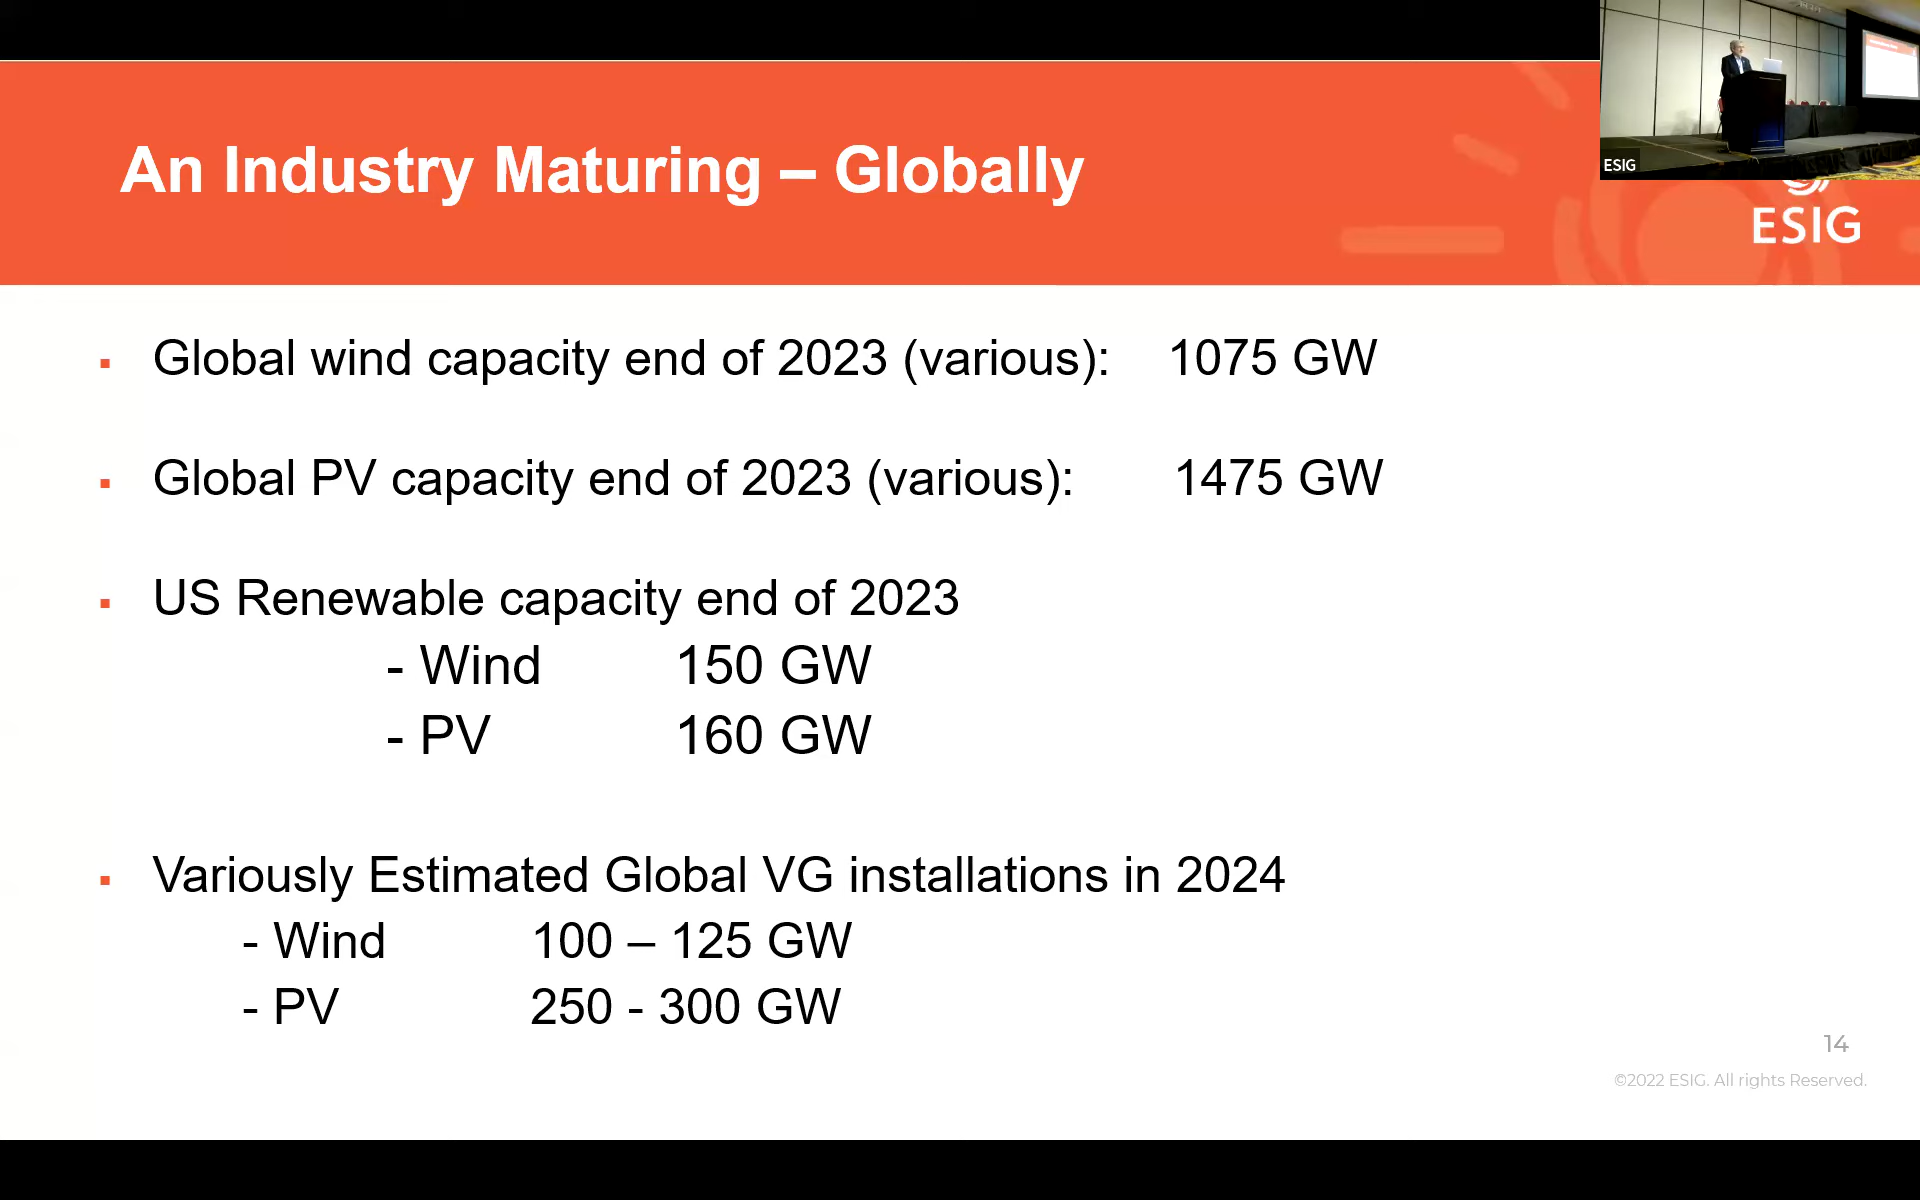 ESIG
An Industry Maturing – Globally
ESIG
▪ Global wind capacity end of 2023 (various): 1075 GW
▪ Global PV capacity end of 2023 (various): 1475 GW
▪ US Renewable capacity end of 2023
- Wind 150 GW
- PV 160 GW
▪ Variously Estimated Global VG installations in 2024
- Wind 100 – 125 GW
- PV 250 - 300 GW
14
©2022 ESIG. All rights Reserved.